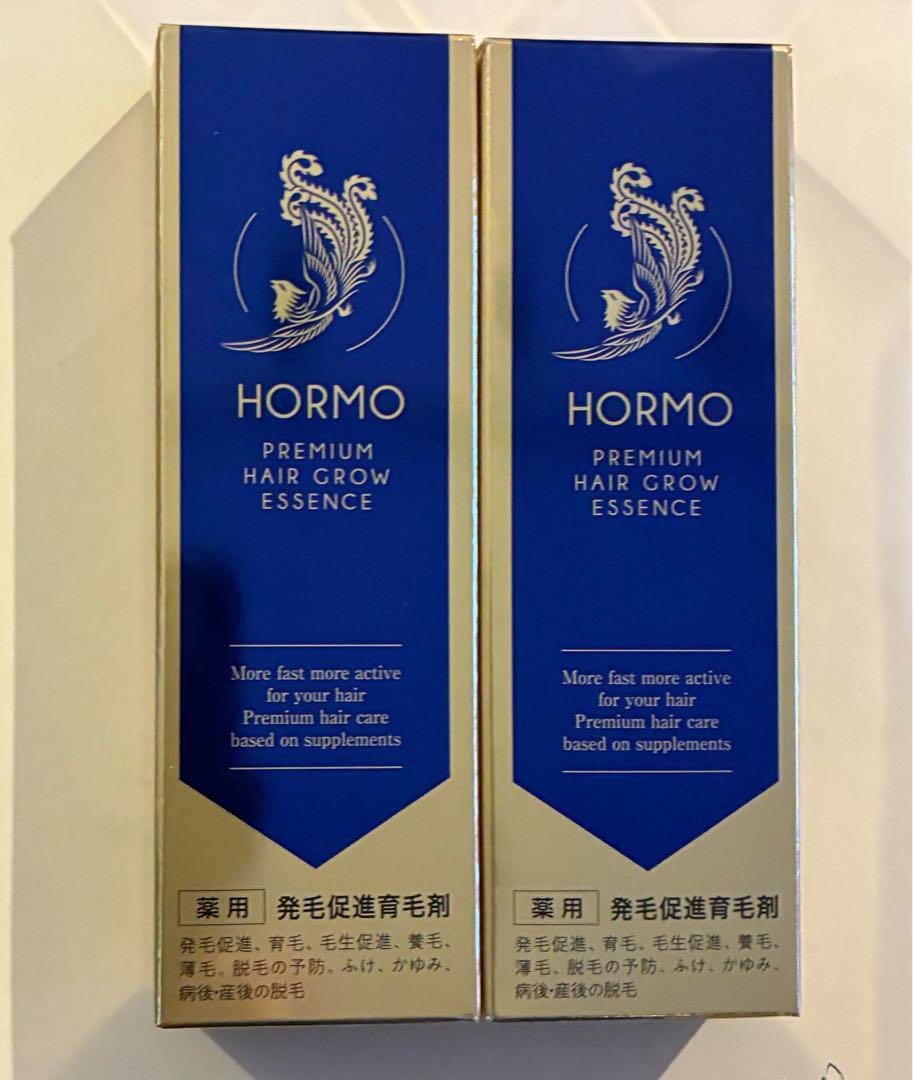 HORMO
PREMIUM
HAIR GROW
ESSENCE
More fast more active
for your hair
Premium hair care
based on supplements
薬用 発毛促進育毛剤
発毛促進、育毛、毛生促進、養毛、
薄毛、脱毛の予防、ふけ、かゆみ、
病後・産後の脱毛
HORMO
PREMIUM
HAIR GROW
ESSENCE
More fast more active
for your hair
Premium hair care
based on supplements
薬用 発毛促進育毛剤
発毛促進、育毛、毛生促進、養毛、
薄毛、脱毛の予防、ふけ、かゆみ、
病後・産後の脱毛